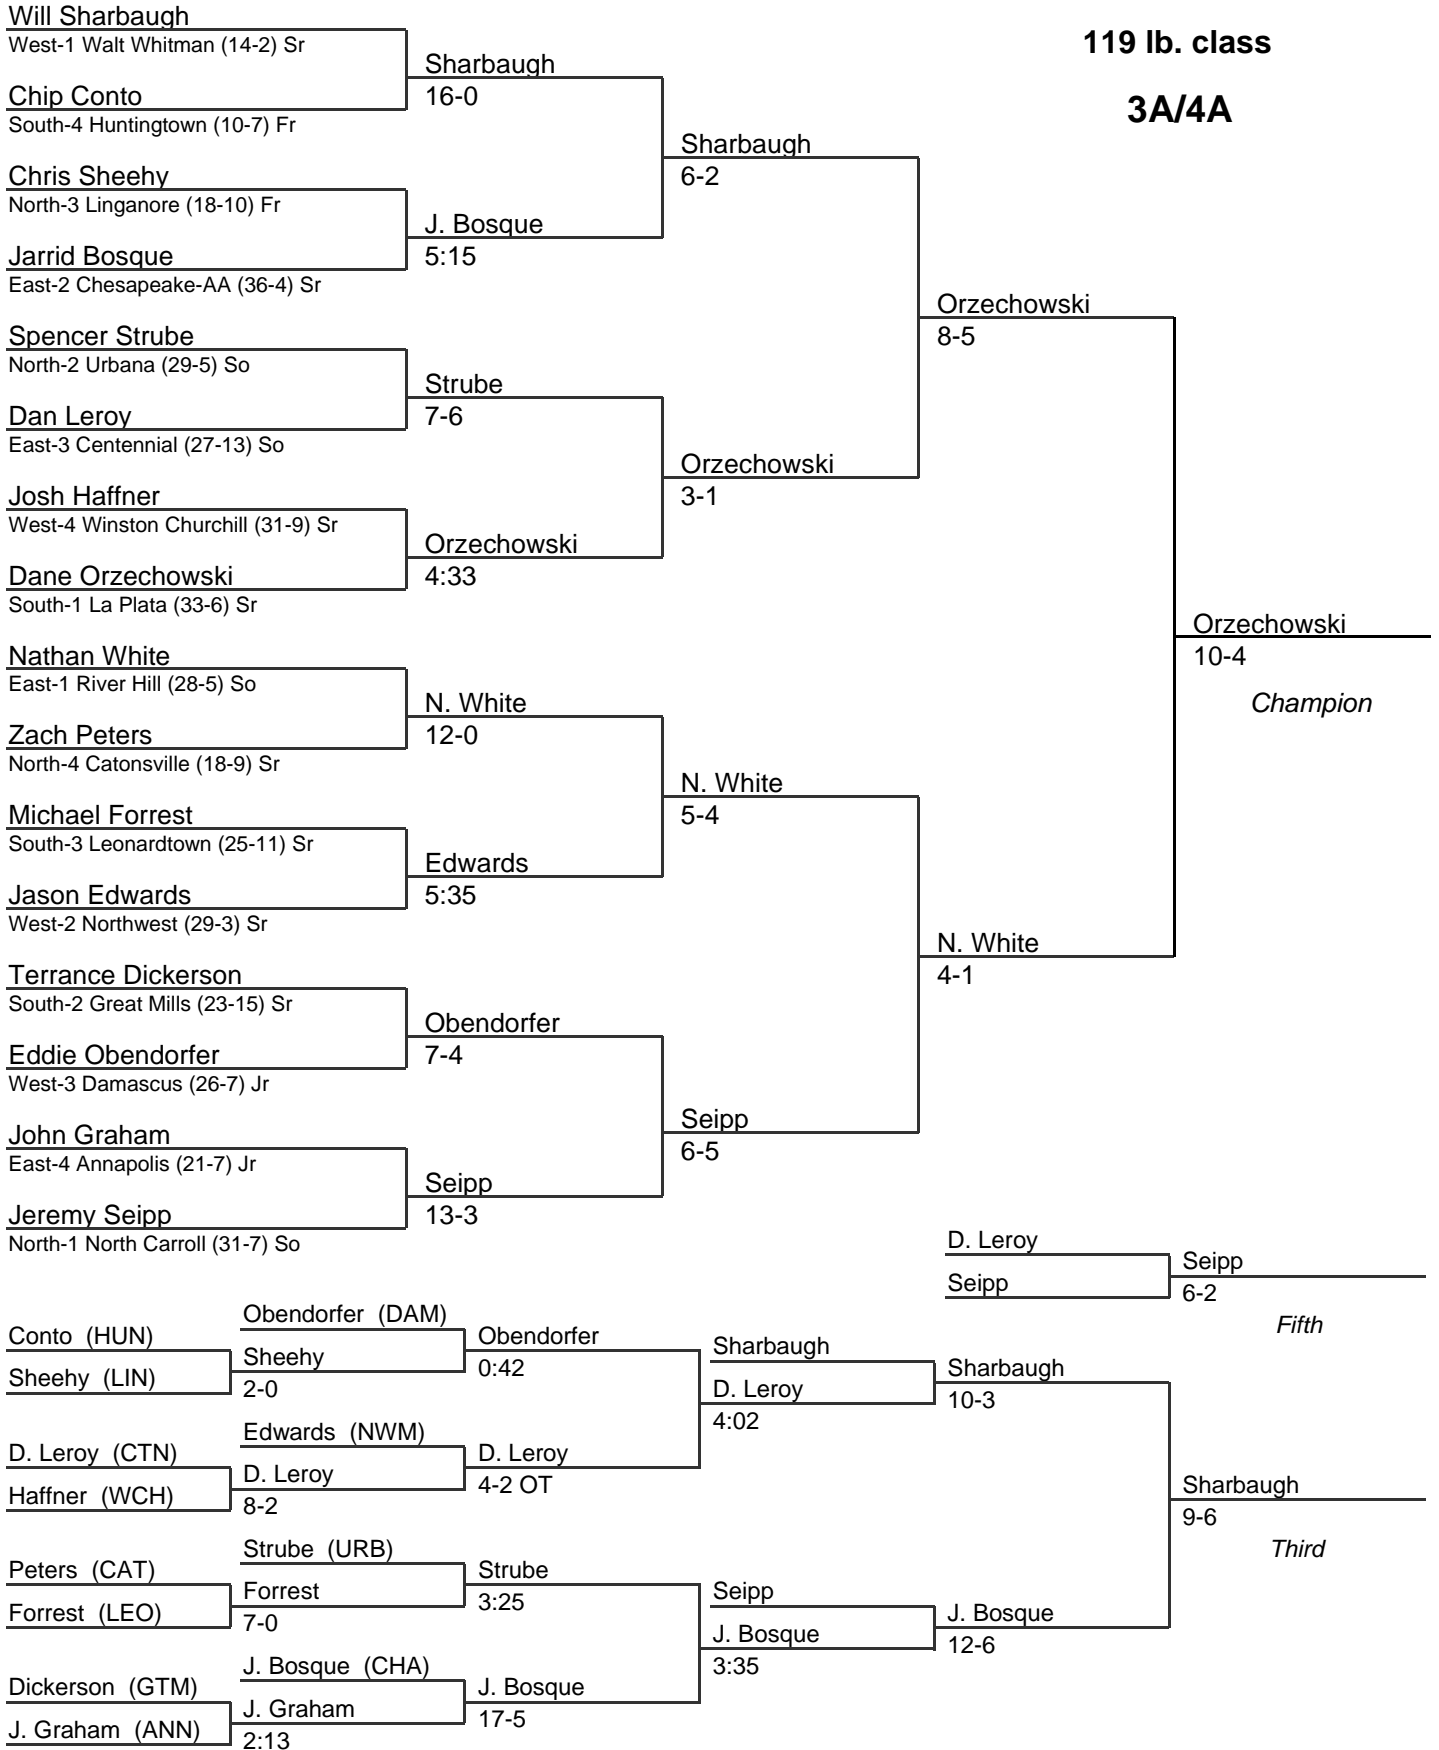 Will Sharbaugh
West-1 Walt Whitman (14-2) Sr
119 lb. class
3A/4A
Sharbaugh
16-0
Chip Conto
South-4 Huntingtown (10-7) Fr
Sharbaugh
6-2
Chris Sheehy
North-3 Linganore (18-10) Fr
J. Bosque
5:15
Jarrid Bosque
East-2 Chesapeake-AA (36-4) Sr
Orzechowski
8-5
Spencer Strube
North-2 Urbana (29-5) So
Strube
7-6
Dan Leroy
East-3 Centennial (27-13) So
Orzechowski
3-1
Josh Haffner
West-4 Winston Churchill (31-9) Sr
Orzechowski
4:33
Dane Orzechowski
South-1 La Plata (33-6) Sr
Orzechowski
10-4
Champion
Nathan White
East-1 River Hill (28-5) So
N. White
12-0
Zach Peters
North-4 Catonsville (18-9) Sr
N. White
5-4
Michael Forrest
South-3 Leonardtown (25-11) Sr
Edwards
5:35
Jason Edwards
West-2 Northwest (29-3) Sr
N. White
4-1
Terrance Dickerson
South-2 Great Mills (23-15) Sr
Obendorfer
7-4
Eddie Obendorfer
West-3 Damascus (26-7) Jr
Seipp
6-5
John Graham
East-4 Annapolis (21-7) Jr
Seipp
13-3
Jeremy Seipp
North-1 North Carroll (31-7) So
D. Leroy
Seipp
Seipp
6-2
Fifth
Conto (HUN)
Sheehy (LIN)
Obendorfer (DAM)
Sheehy
2-0
Obendorfer
0:42
Sharbaugh
D. Leroy
4:02
Sharbaugh
10-3
D. Leroy (CTN)
Haffner (WCH)
Edwards (NWM)
D. Leroy
8-2
D. Leroy
4-2 OT
Sharbaugh
9-6
Third
Peters (CAT)
Forrest (LEO)
Strube (URB)
Forrest
7-0
Strube
3:25
Seipp
J. Bosque
3:35
J. Bosque
12-6
Dickerson (GTM)
J. Graham (ANN)
J. Bosque (CHA)
J. Graham
2:13
J. Bosque
17-5